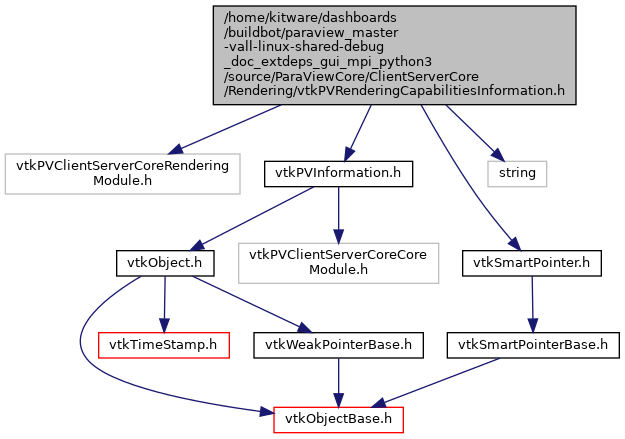 /home/kitware/dashboards
/buildbot/paraview_master
-vall-linux-shared-debug
_doc_extdeps_gui_mpi_python3
/source/ParaViewCore/ClientServerCore
/Rendering/vtkPVRenderingCapabilitiesInformation.h
vtkPVClientServerCoreRendering
Module.h
vtkPVInformation.h
string
vtkObject.h
vtkPVClientServerCoreCore
Module.h
vtkSmartPointer.h
vtkTimeStamp.h
vtkWeakPointerBase.h
vtkSmartPointerBase.h
vtkObjectBase.h